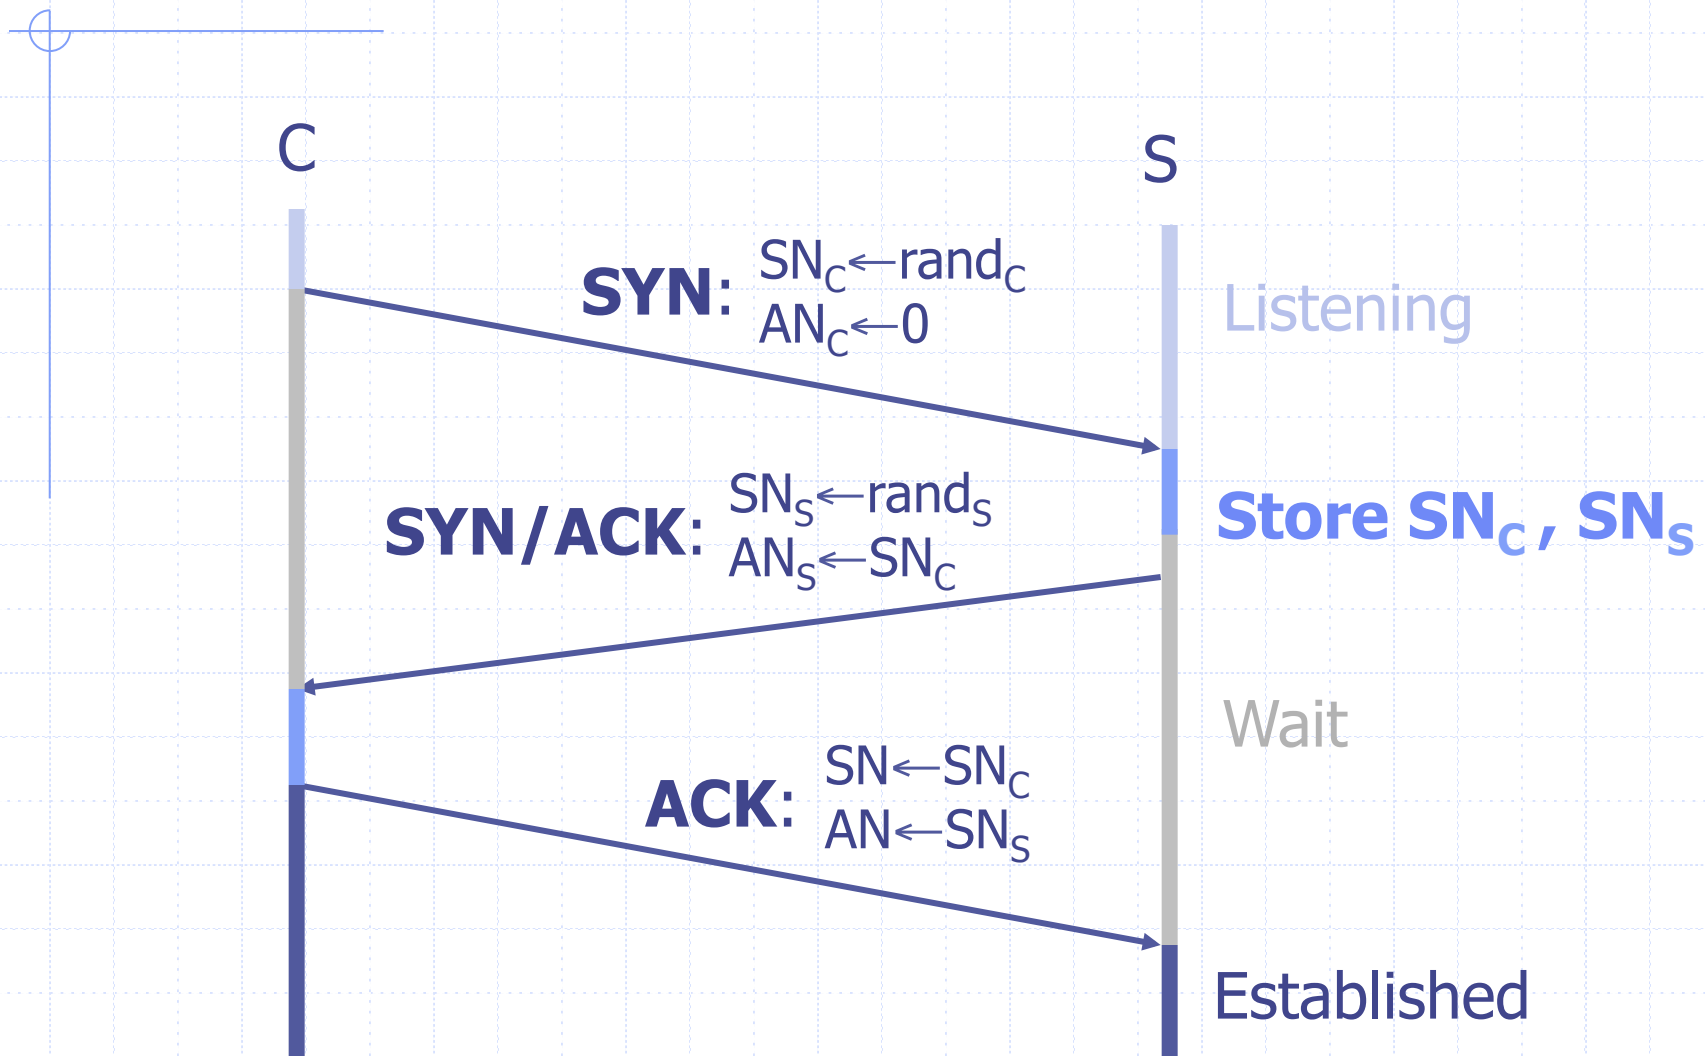 C
S
SYN: SN_C←rand_C
AN_C←0
Listening
SYN/ACK: SN_S←rand_S
AN_S←SN_C
Store SN_C , SN_S
Wait
ACK: SN←SN_C
AN←SN_S
Established